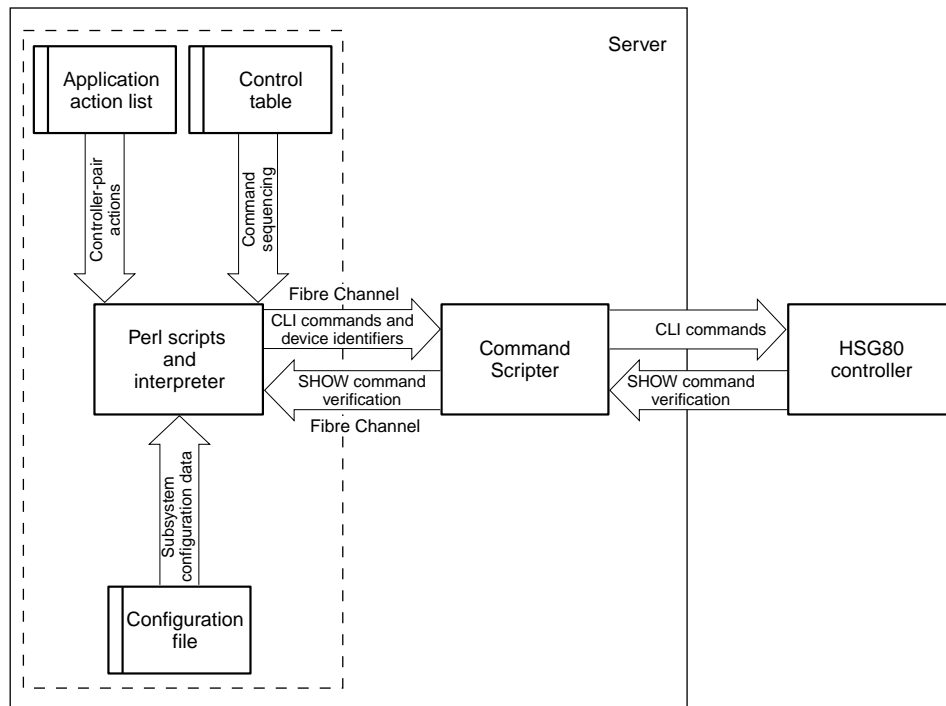 Server
Application
action list
Control
table
Controller-pair
actions
Command
sequencing
Fibre Channel
CLI commands and
device identifiers
Perl scripts
and
interpreter
SHOW command
verification
Fibre Channel
Command
Scripter
CLI commands
SHOW command
verification
HSG80
controller
Subsystem
configuration data
Configuration
file